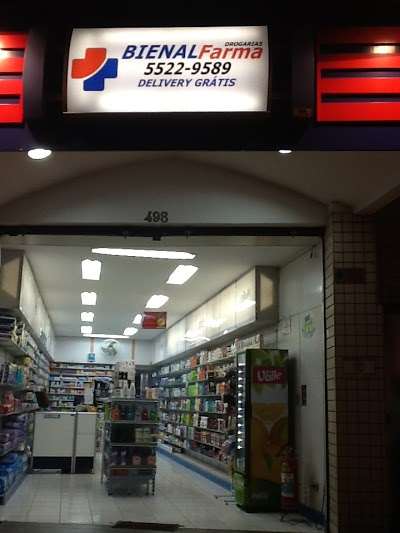 DROGARIAS
BIENALFarma
5522-9589
DELIVERY GRÁTIS
498